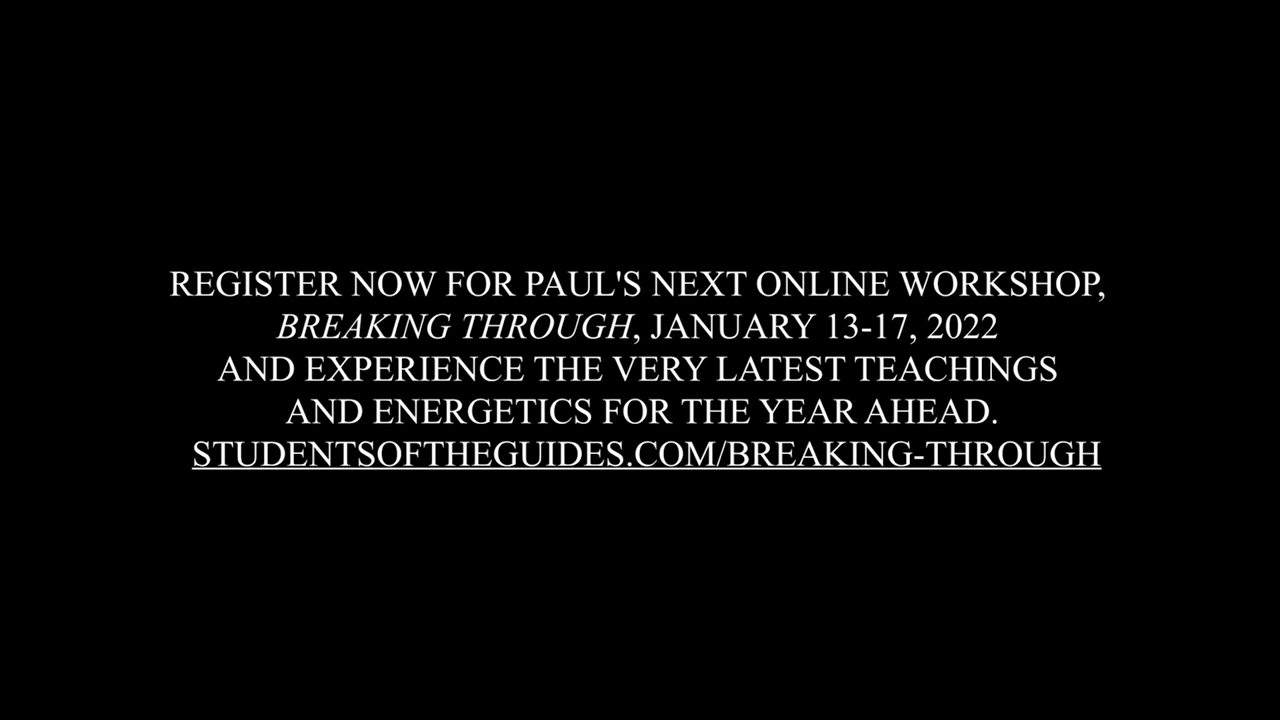 REGISTER NOW FOR PAUL'S NEXT ONLINE WORKSHOP,
BREAKING THROUGH, JANUARY 13-17, 2022
AND EXPERIENCE THE VERY LATEST TEACHINGS
AND ENERGETICS FOR THE YEAR AHEAD.
STUDENTSOFTHEGUIDES.COM/BREAKING-THROUGH